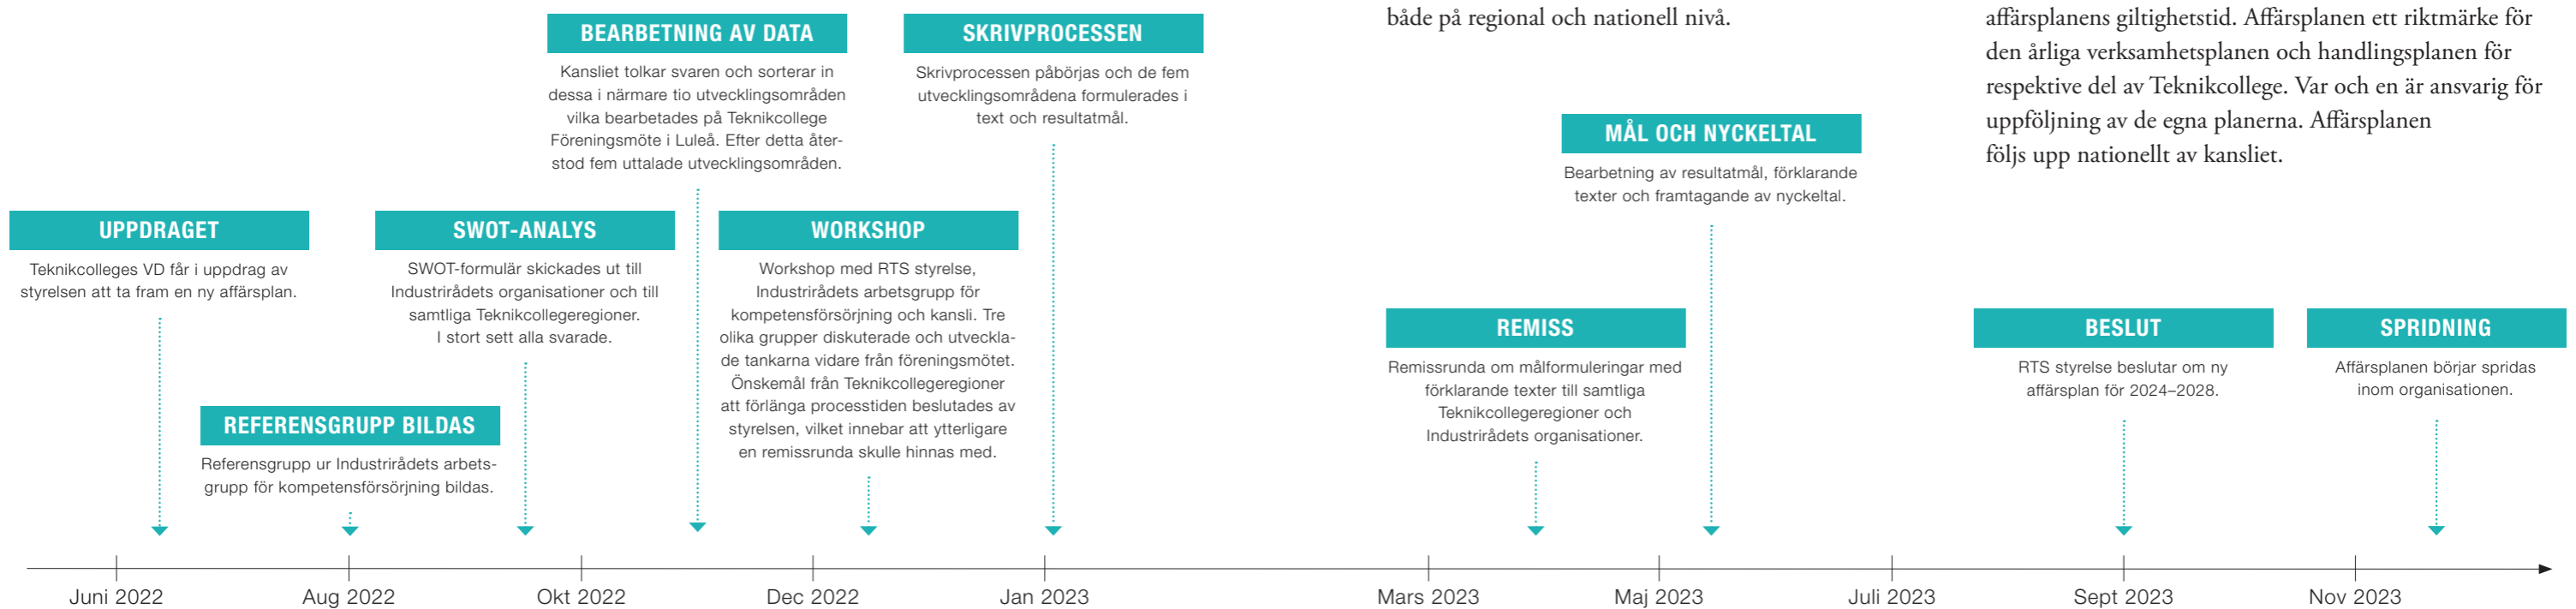 både på regional och nationell nivå.
affärsplanens giltighetstid. Affärsplanen ett riktmärke för
den årliga verksamhetsplanen och handlingsplanen för
respektive del av Teknikcollege. Var och en är ansvarig för
uppföljning av de egna planerna. Affärsplanen
följs upp nationellt av kansliet.
UPPDRAGET
Teknikcolleges VD får i uppdrag av
styrelsen att ta fram en ny affärsplan.
REFERENSGRUPP BILDAS
Referensgrupp ur Industrirådets arbets-
grupp för kompetensförsörjning bildas.
SWOT-ANALYS
SWOT-formulär skickades ut till
Industrirådets organisationer och till
samtliga Teknikcollegeregioner.
I stort sett alla svarade.
BEARBETNING AV DATA
Kansliet tolkar svaren och sorterar in
dessa i närmare tio utvecklingsområden
vilka bearbetades på Teknikcollege
Föreningsmöte i Luleå. Efter detta åter-
stod fem uttalade utvecklingsområden.
WORKSHOP
Workshop med RTS styrelse,
Industrirådets arbetsgrupp för
kompetensförsörjning och kansli. Tre
olika grupper diskuterade och utveckla-
de tankarna vidare från föreningsmötet.
Önskemål från Teknikcollegeregioner
att förlänga processtiden beslutades av
styrelsen, vilket innebar att ytterligare
en remissrunda skulle hinnas med.
SKRIVPROCESSEN
Skrivprocessen påbörjas och de fem
utvecklingsområdena formulerades i
text och resultatmål.
REMISS
Remissrunda om målformuleringar med
förklarande texter till samtliga
Teknikcollegeregioner och
Industrirådets organisationer.
MÅL OCH NYCKELTAL
Bearbetning av resultatmål, förklarande
texter och framtagande av nyckeltal.
BESLUT
RTS styrelse beslutar om ny
affärsplan för 2024–2028.
SPRIDNING
Affärsplanen börjar spridas
inom organisationen.
Juni 2022
Aug 2022
Okt 2022
Dec 2022
Jan 2023
Mars 2023
Maj 2023
Juli 2023
Sept 2023
Nov 2023